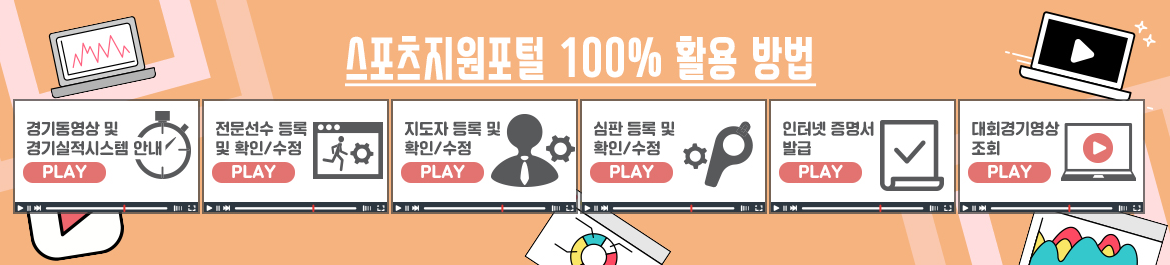 스포츠지원포털 100% 활용 방법
경기동영상 및
경기실적시스템 안내
PLAY
전문선수 등록
및 확인/수정
PLAY
지도자 등록 및
확인/수정
PLAY
심판 등록 및
확인/수정
PLAY
인터넷 증명서
발급
PLAY
대회경기영상
조회
PLAY